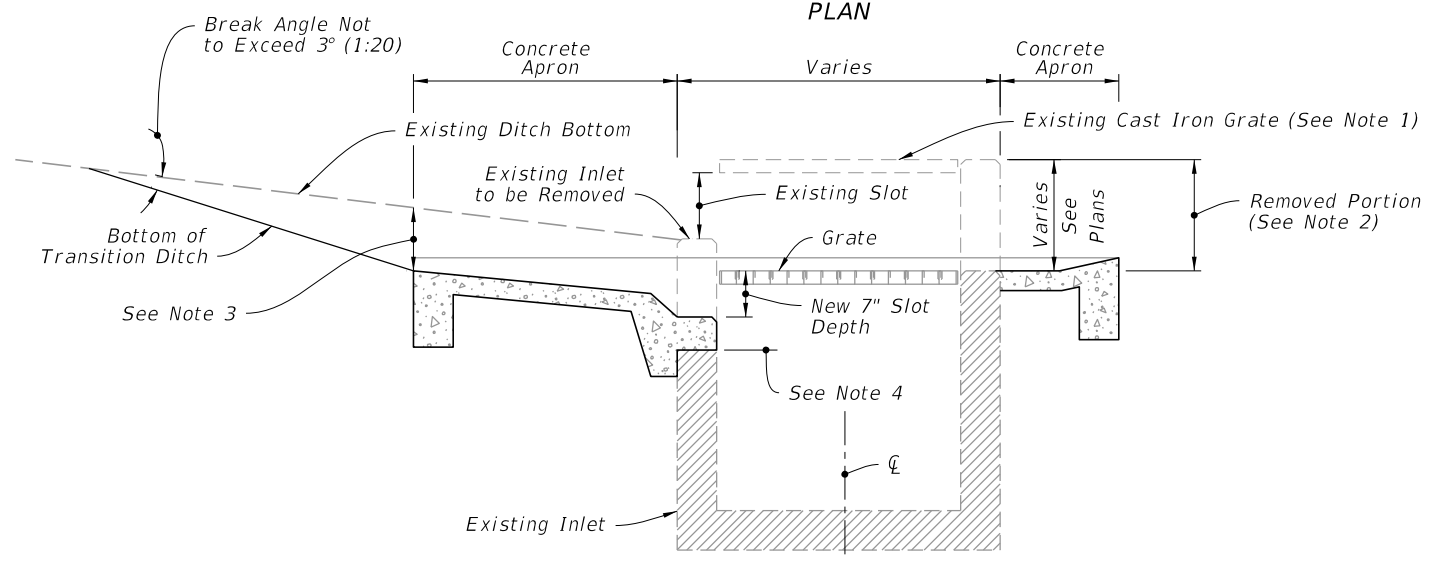 PLAN
Break Angle Not
to Exceed 3° (1:20)
Concrete
Apron
Varies
Concrete
Apron
Existing Ditch Bottom
Existing Cast Iron Grate (See Note 1)
Existing Inlet
to be Removed
Existing Slot
Varies
See
Plans
Removed Portion
(See Note 2)
Bottom of
Transition Ditch
Grate
See Note 3
New 7" Slot
Depth
See Note 4
℄
Existing Inlet